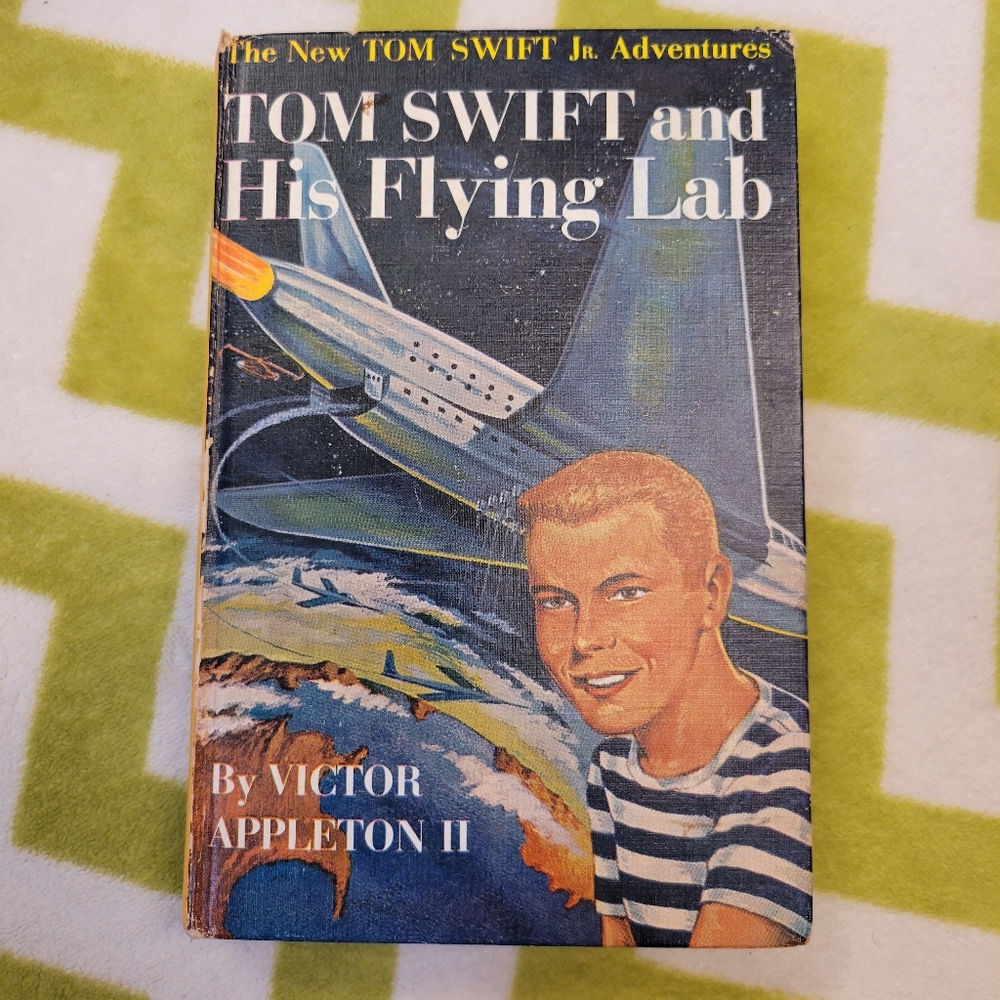 The New TOM SWIFT JR. Adventures
TOM SWIFT and
His Flying Lab
By VICTOR
APPLETON II